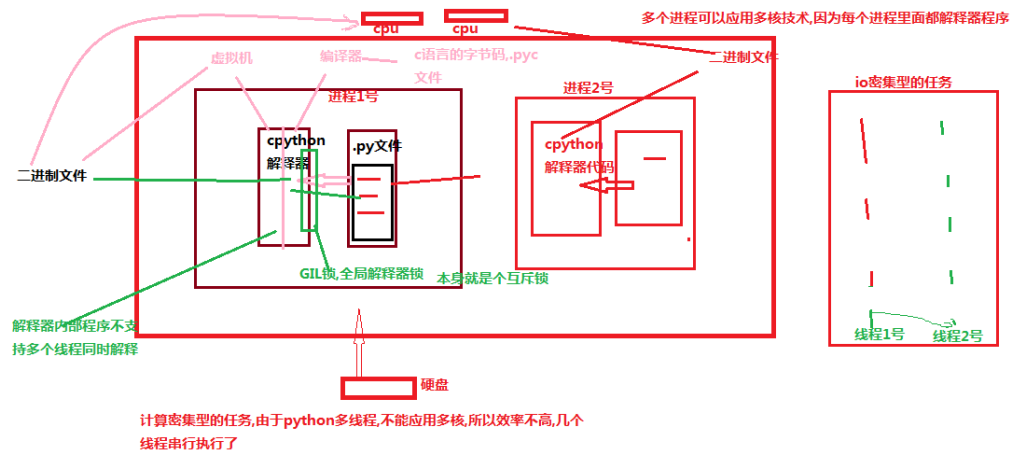 多个进程可以应用多核技术,因为每个进程里面都解释器程序
cpu
cpu
虚拟机
编译器
c语言的字节码,.pyc
文件
二进制文件
io密集型的任务
进程1号
进程2号
cpython
解释器
.py文件
cpython
解释器代码
二进制文件
GIL锁,全局解释器锁
本身就是个互斥锁
解释器内部程序不支
持多个线程同时解释
线程1号
线程2号
硬盘
计算密集型的任务,由于python多线程,不能应用多核,所以效率不高,几个
线程串行执行了